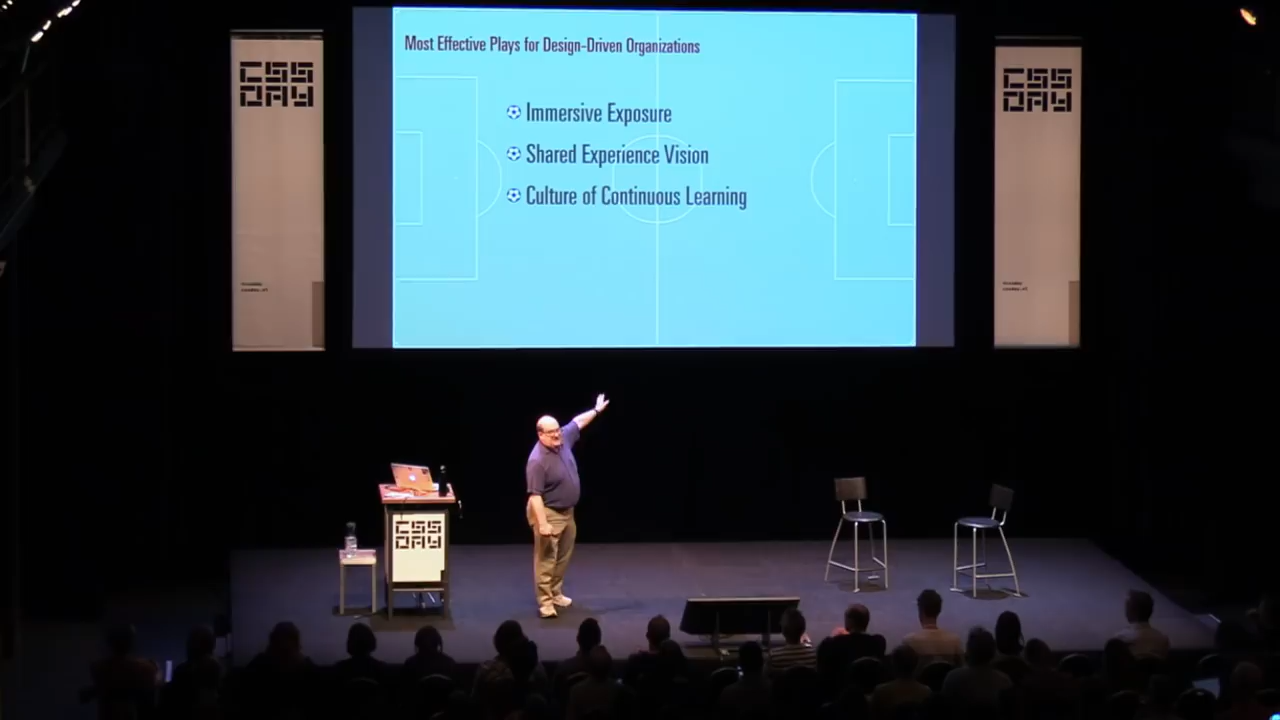 CSS
DAY
Most Effective Plays for Design-Driven Organizations
Immersive Exposure
Shared Experience Vision
Culture of Continuous Learning
CSS
DAY
CSS
DAY